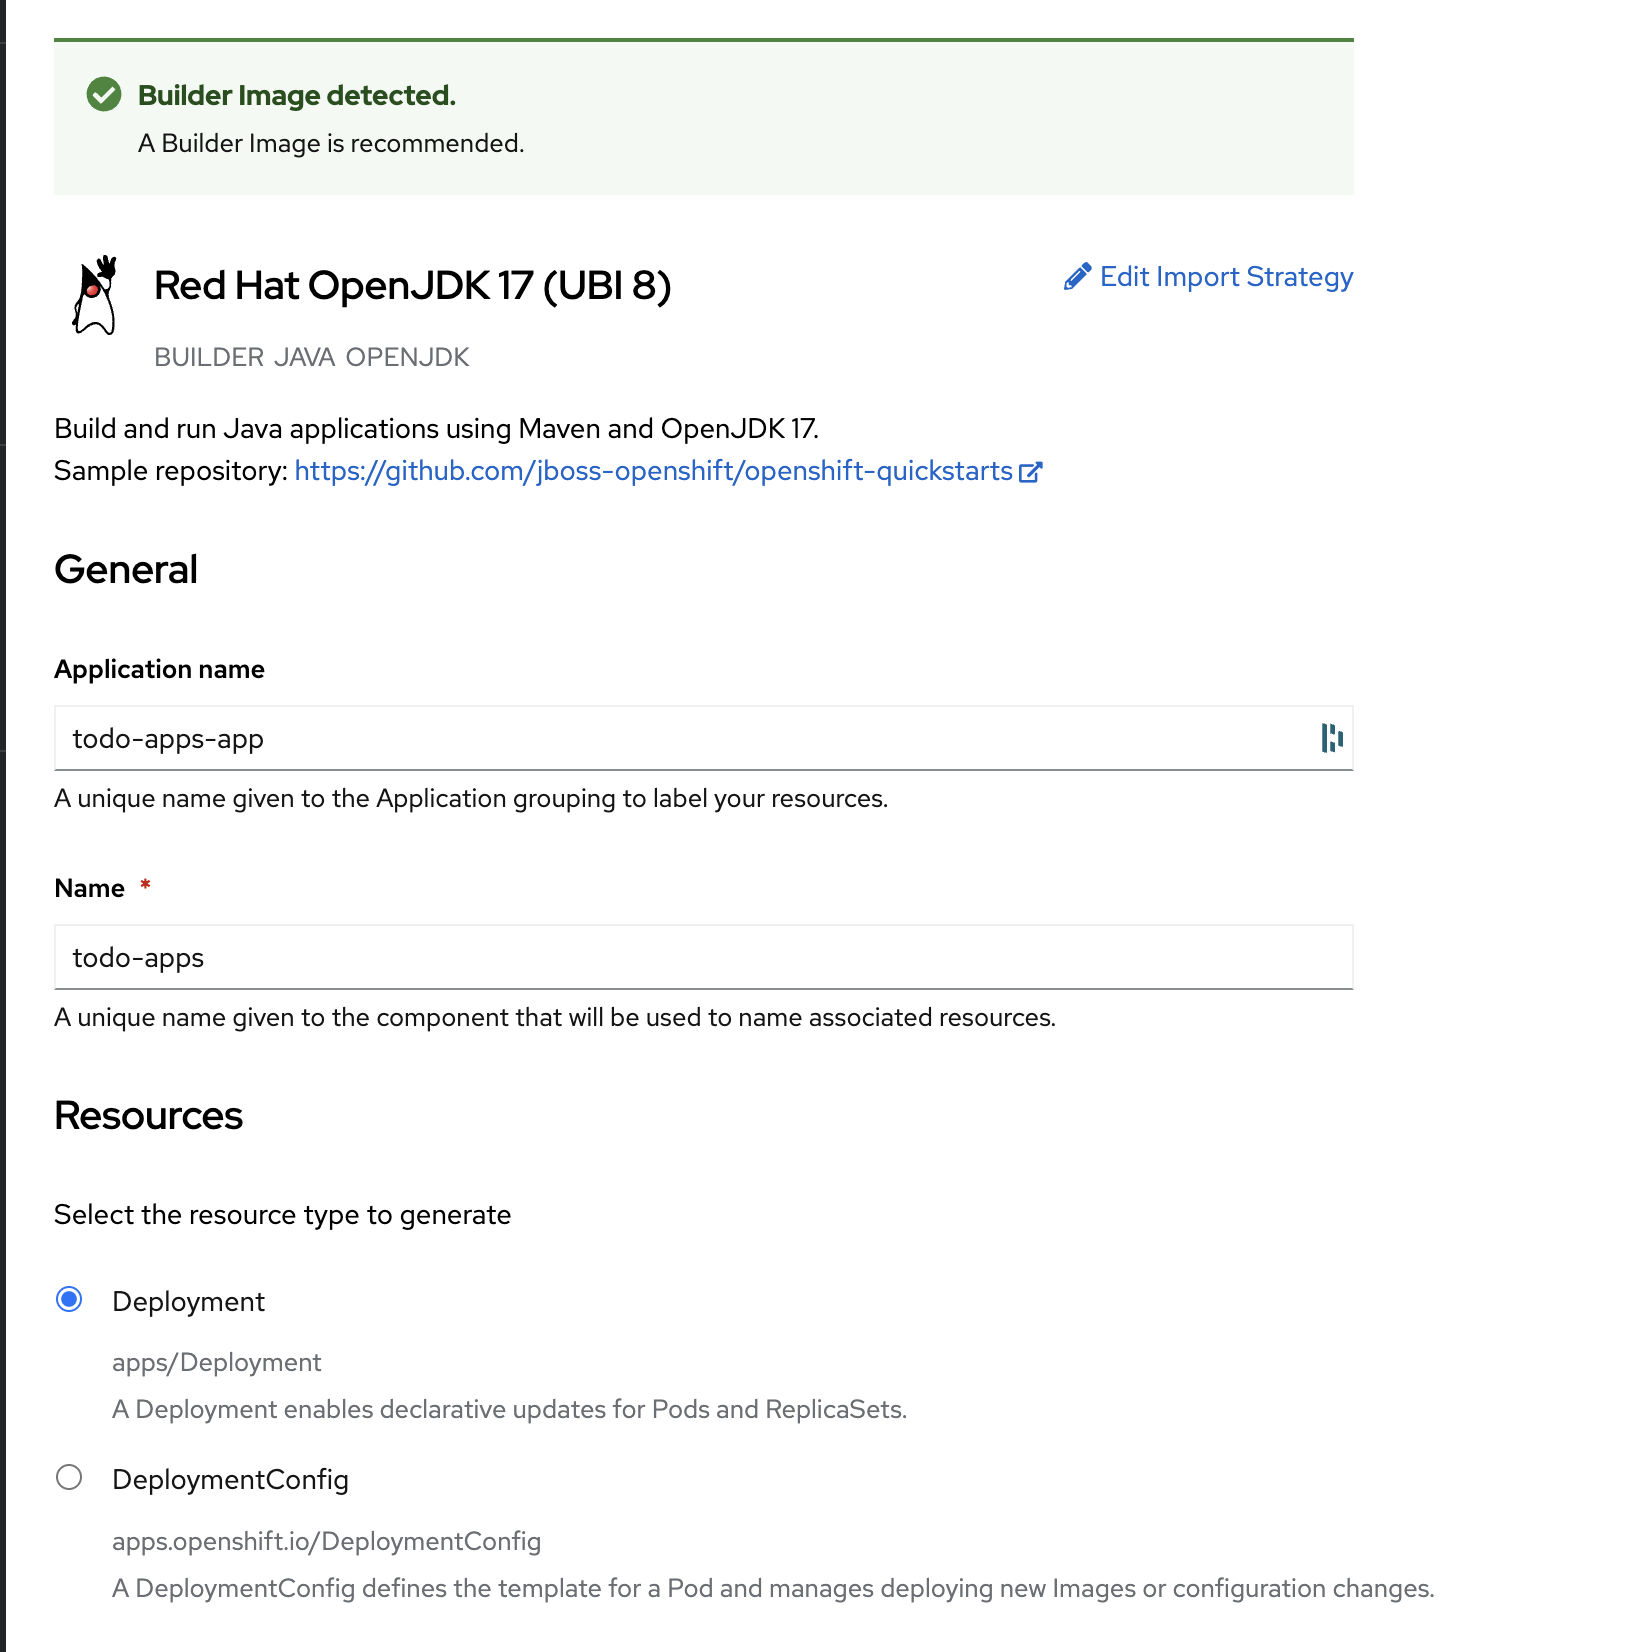 Builder Image detected.
A Builder Image is recommended.
Red Hat OpenJDK 17 (UBI 8)
Edit Import Strategy
BUILDER JAVA OPENJDK
Build and run Java applications using Maven and OpenJDK 17.
Sample repository: https://github.com/jboss-openshift/openshift-quickstarts
General
Application name
todo-apps-app
A unique name given to the Application grouping to label your resources.
Name *
todo-apps
A unique name given to the component that will be used to name associated resources.
Resources
Select the resource type to generate
Deployment
apps/Deployment
A Deployment enables declarative updates for Pods and ReplicaSets.
DeploymentConfig
apps.openshift.io/DeploymentConfig
A DeploymentConfig defines the template for a Pod and manages deploying new Images or configuration changes.